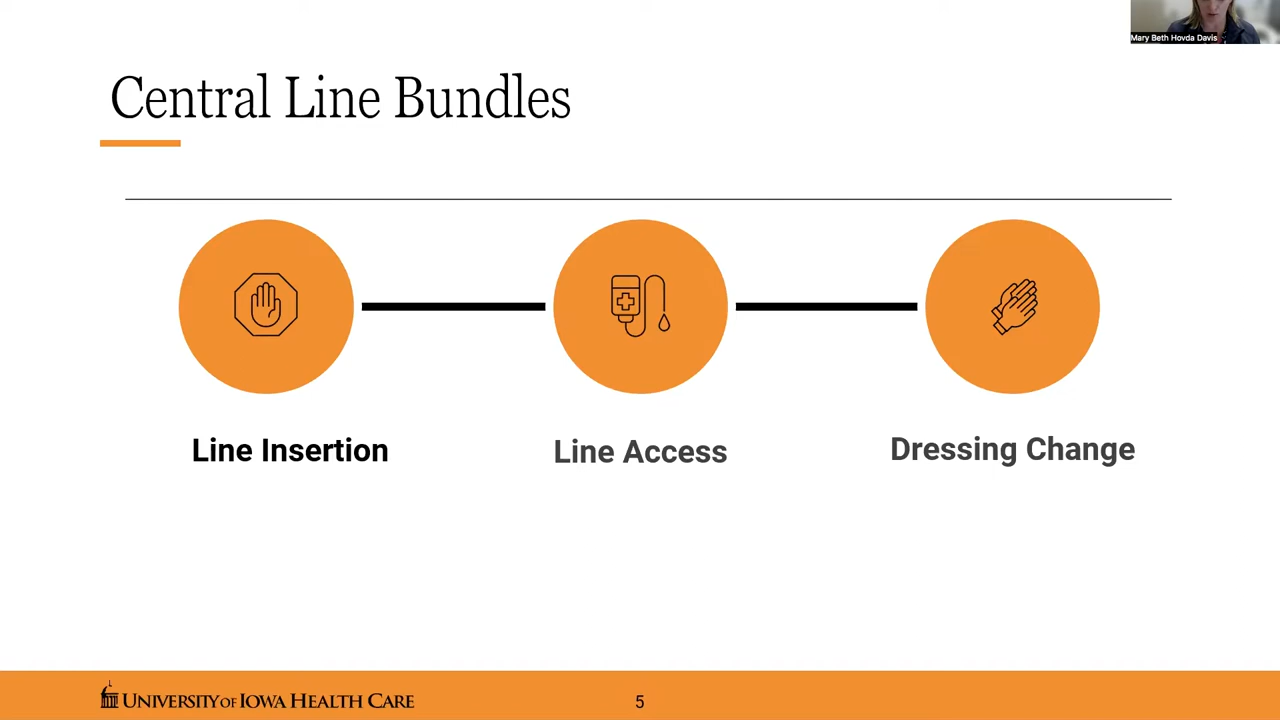 Mary Beth Hovda Davis
Central Line Bundles
Line Insertion
Line Access
Dressing Change
UNIVERSITY OF IOWA HEALTH CARE
5